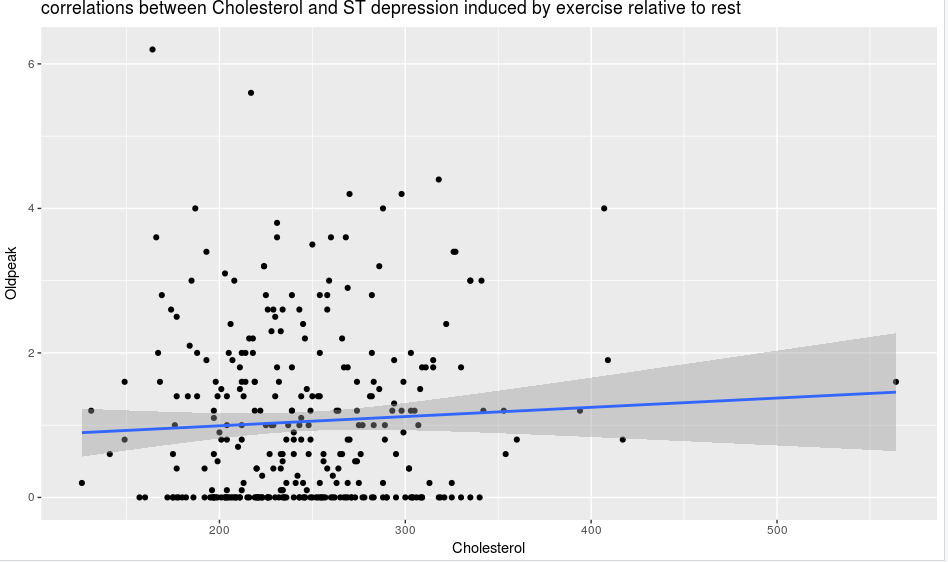 correlations between Cholesterol and ST depression induced by exercise relative to rest
6
4
2
0
Oldpeak
200
300
400
500
Cholesterol